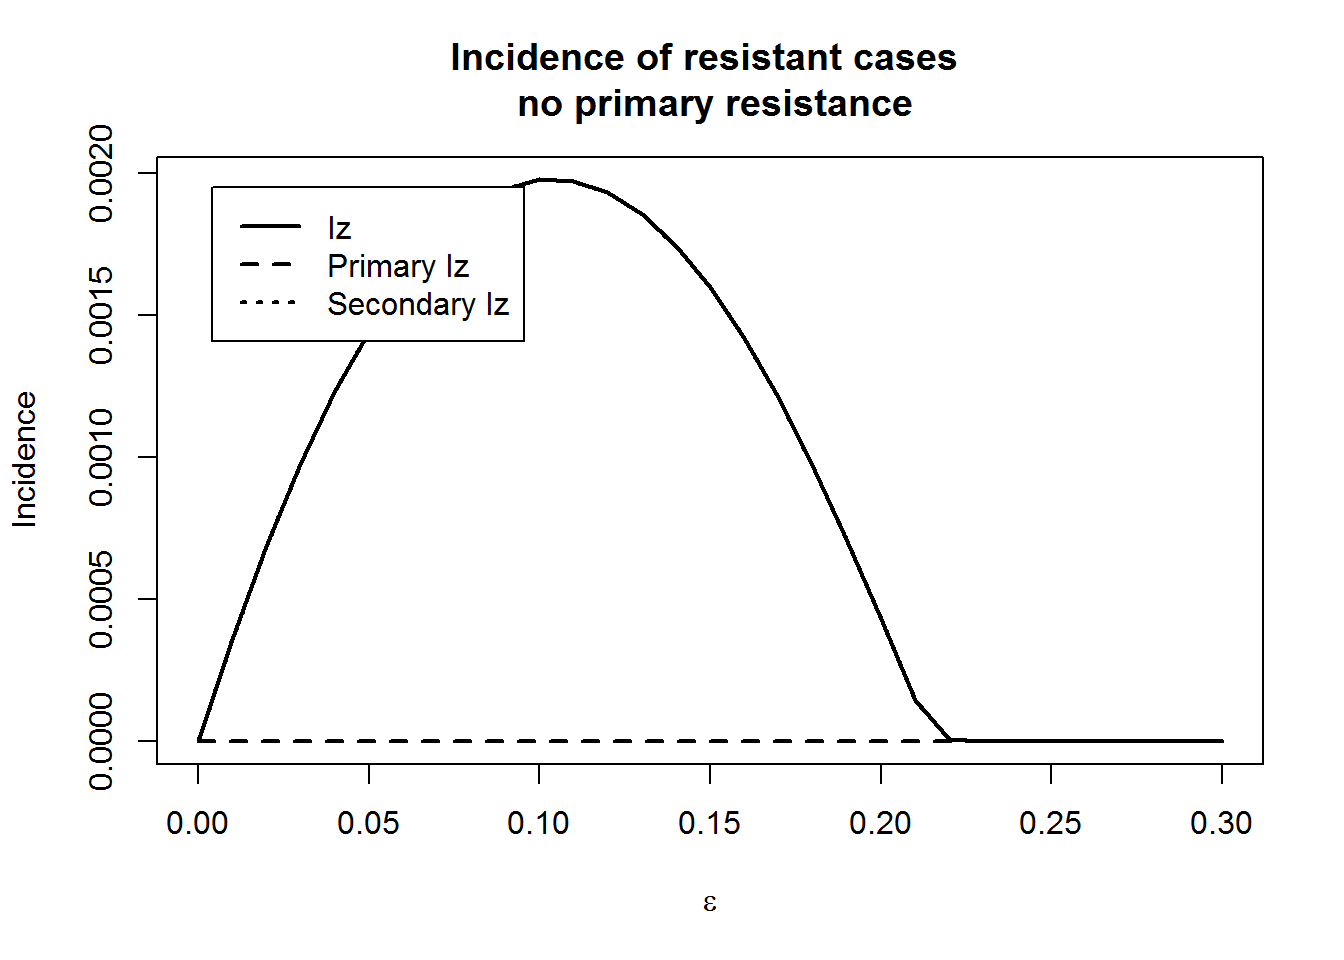 Incidence of resistant cases
no primary resistance
Iz
Primary Iz
Secondary Iz
Incidence
0.0020
0.0015
0.0010
0.0005
0.0000
0.00 0.05 0.10 0.15 0.20 0.25 0.30
ε